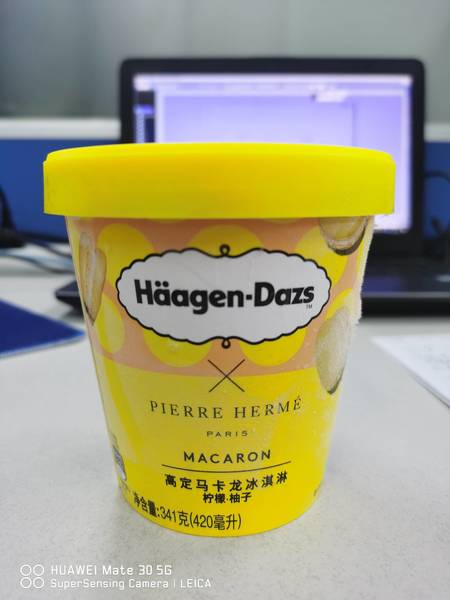 Häagen-Dazs
TM
PIERRE HERMÉ
PARIS
MACARON
高定马卡龙冰淇淋
柠檬·柚子
净含量:341克(420毫升)
HUAWEI Mate 30 5G
SuperSensing Camera | LEICA